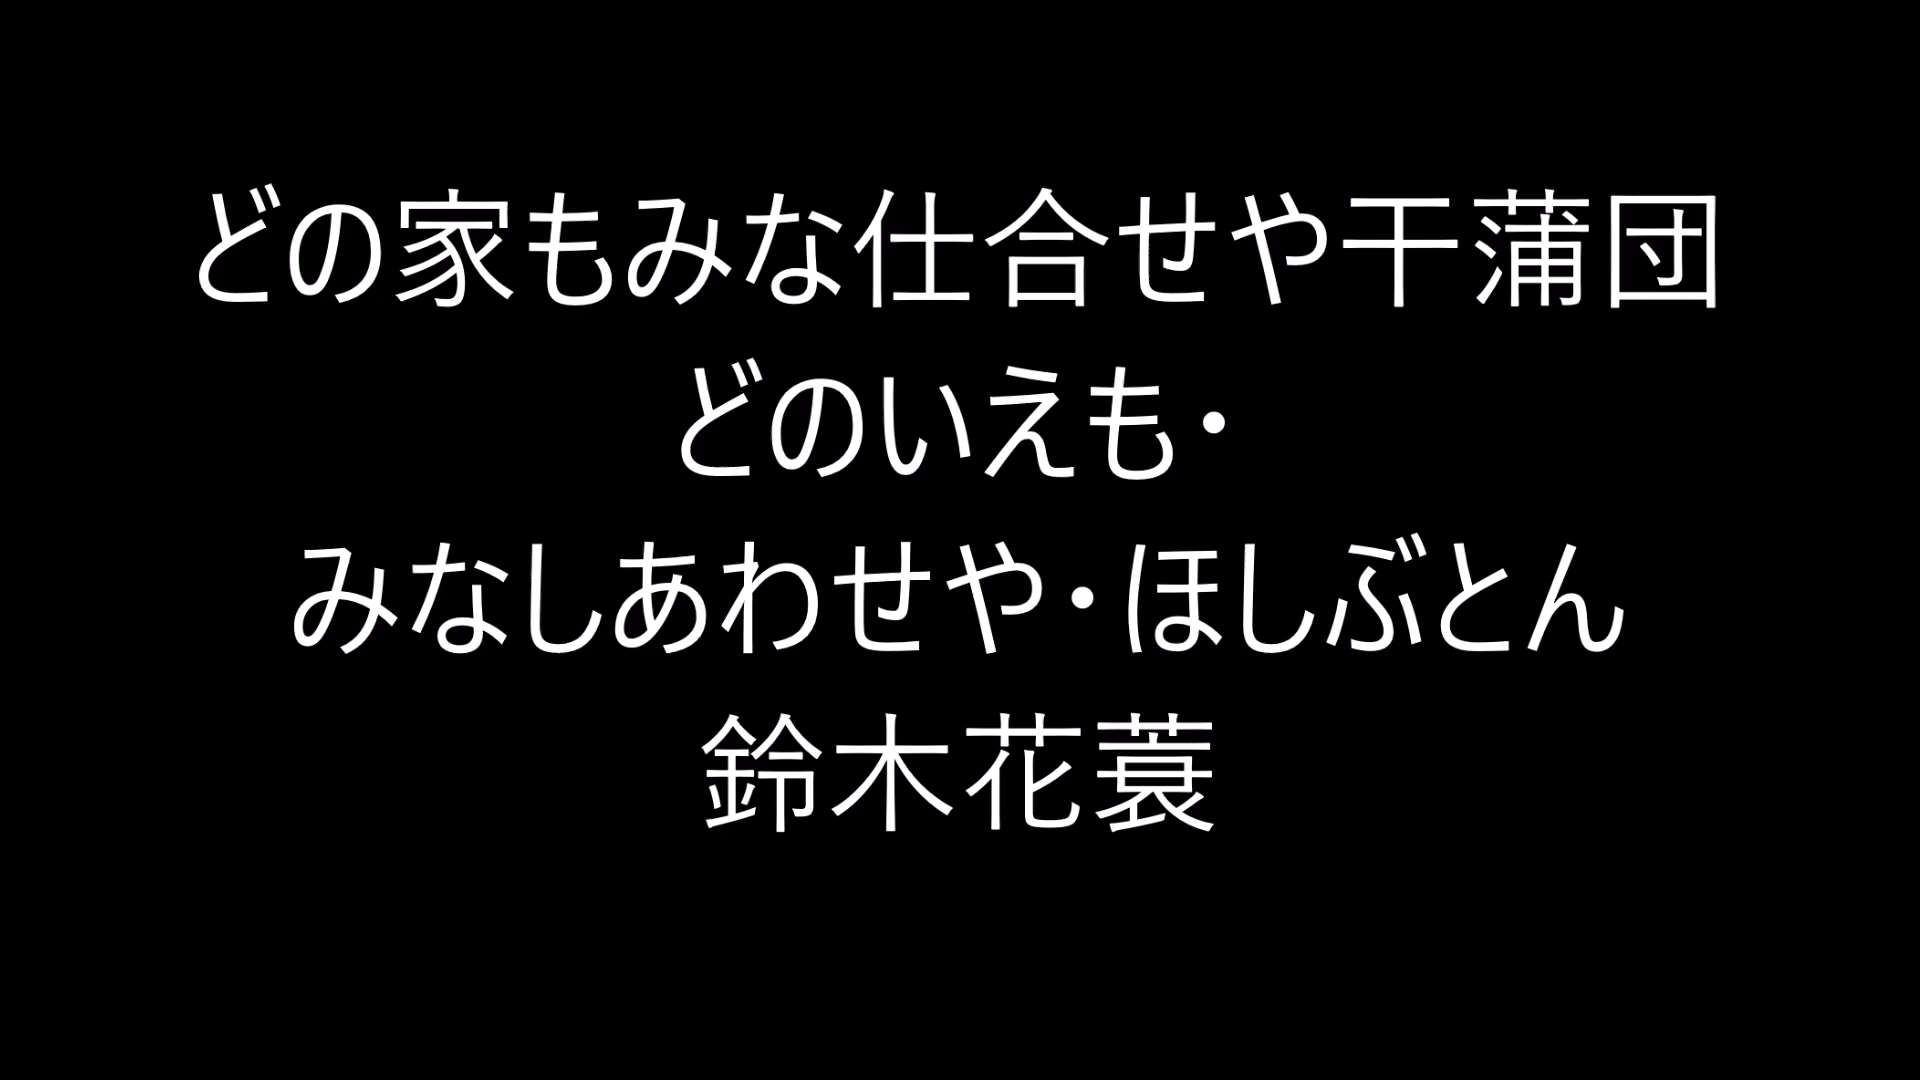 どの家もみな仕合せや干蒲団
どのいえも・
みなしあわせや・ほしぶとん
鈴木花蓑